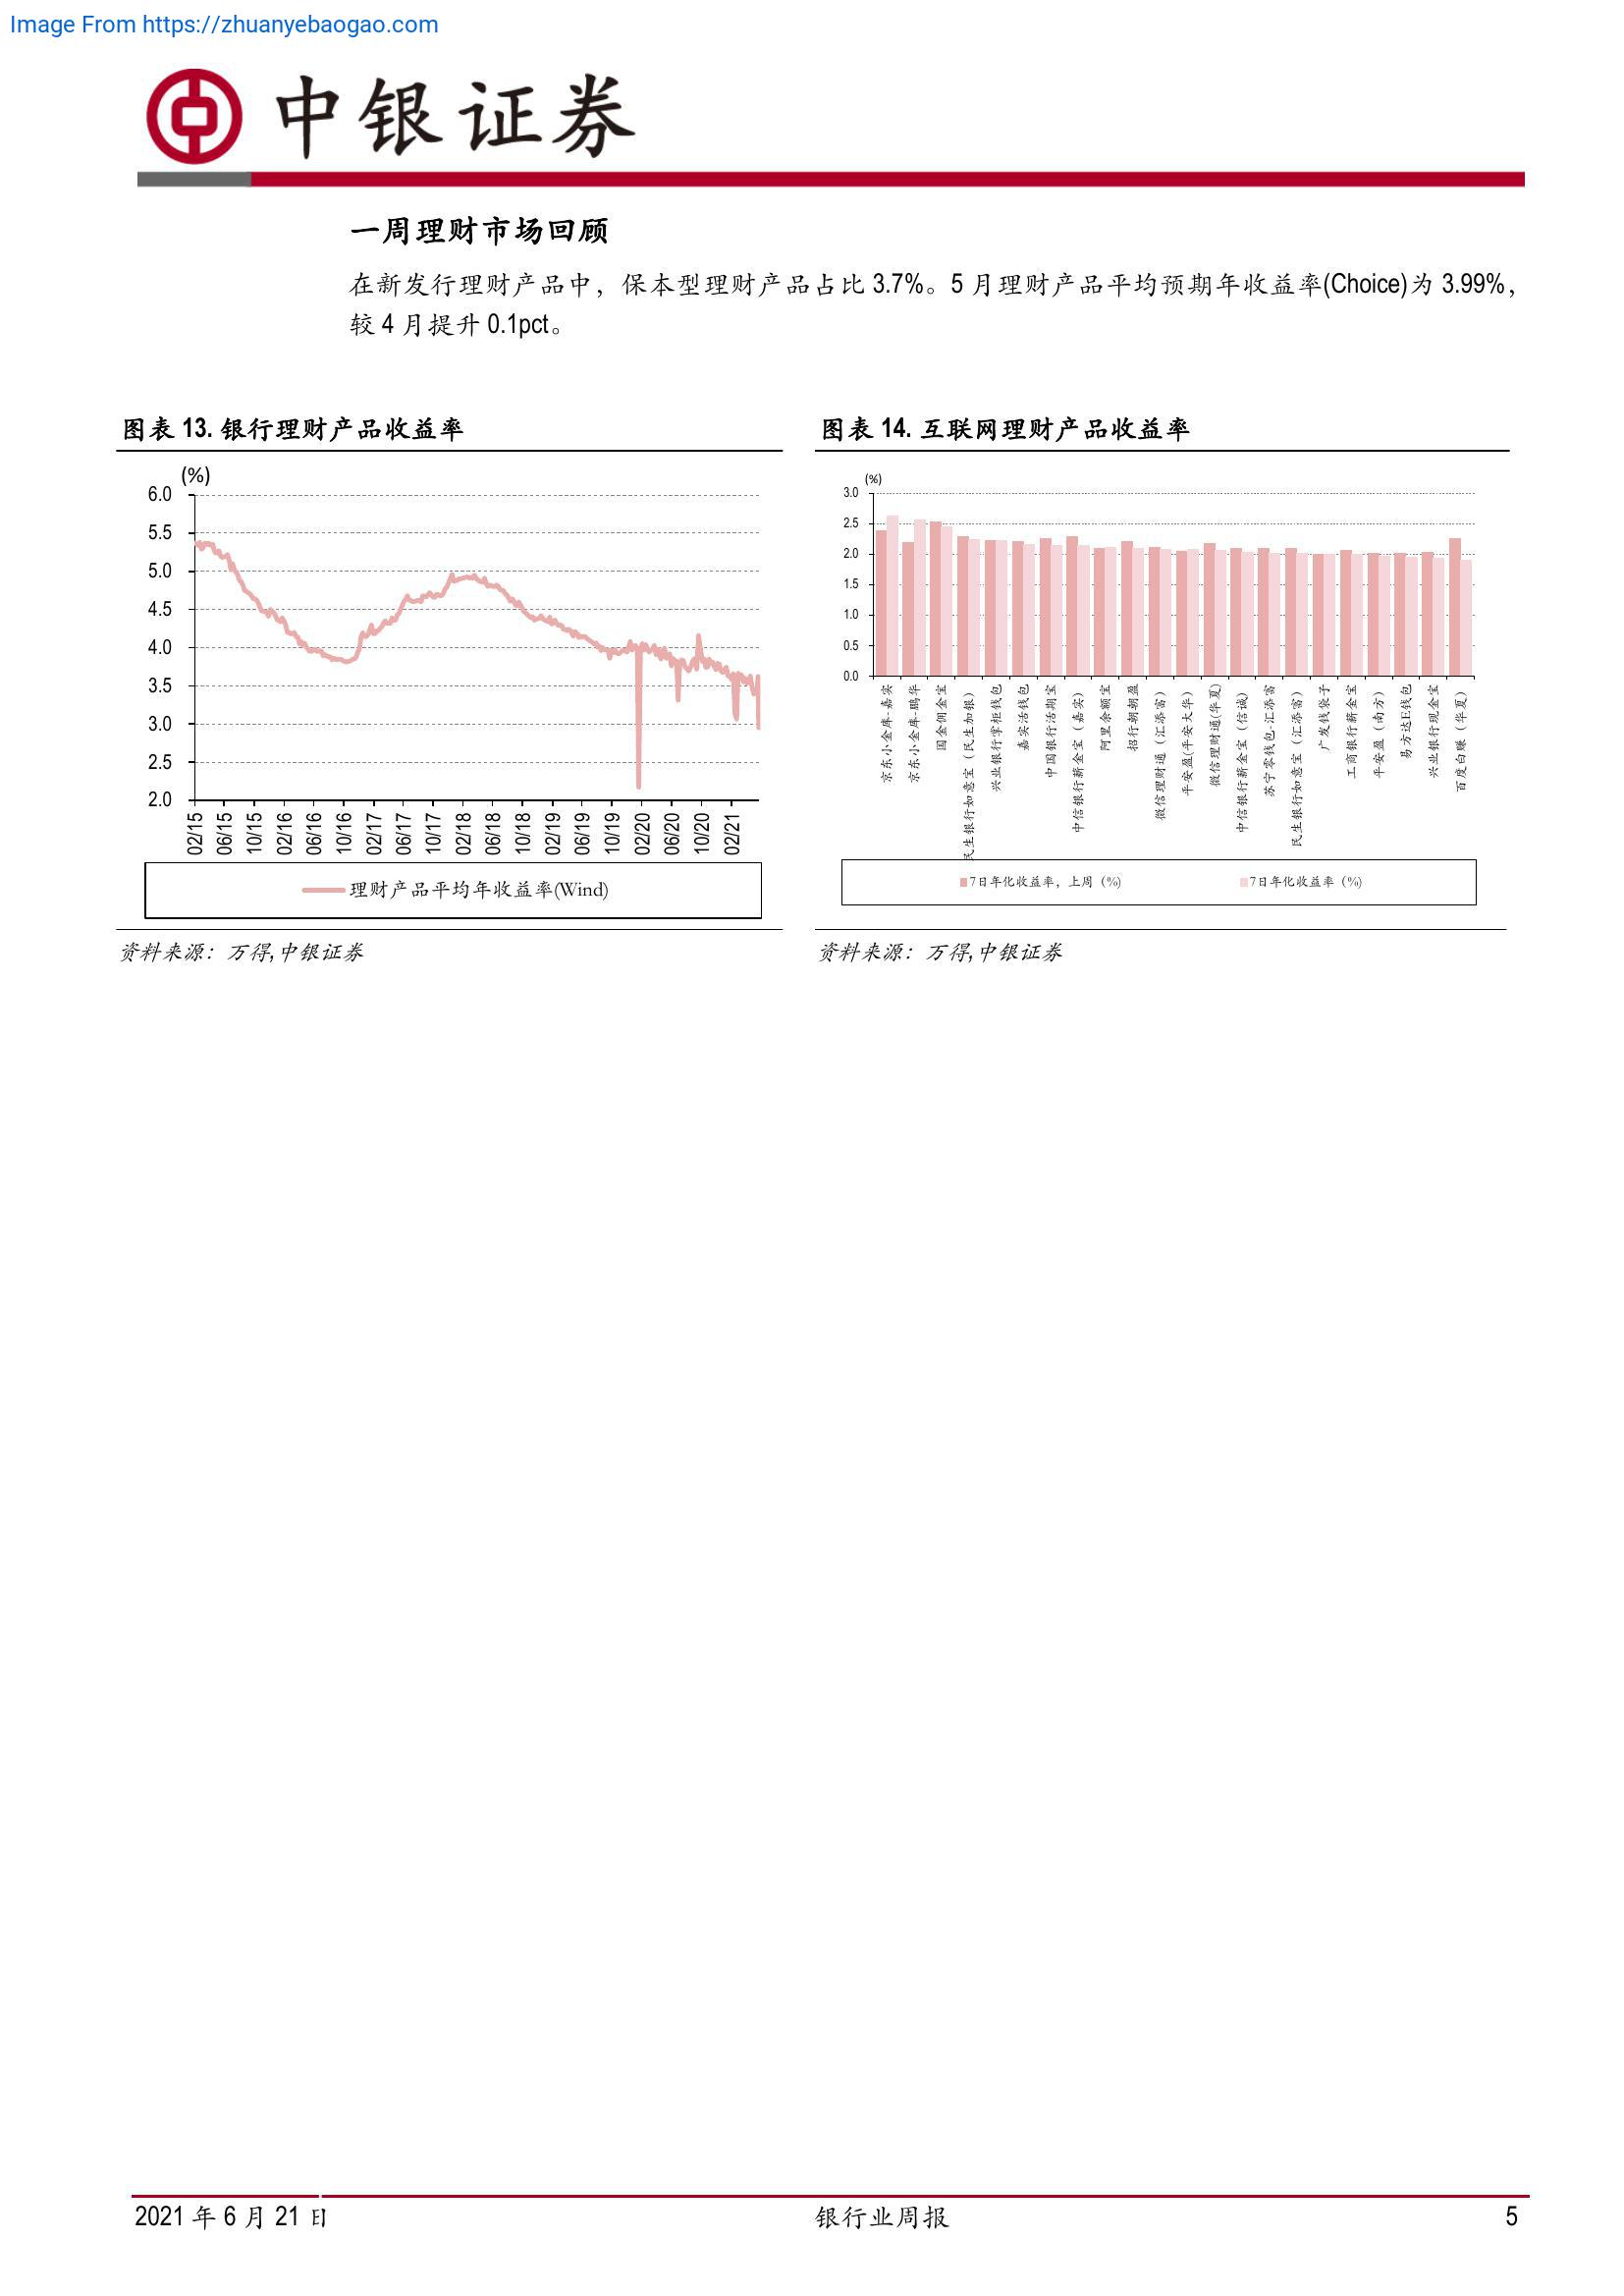 Image From https://zhuanyebaogao.com
中银证券
一周理财市场回顾
在新发行理财产品中，保本型理财产品占比 3.7%。5 月理财产品平均预期年收益率(Choice)为 3.99%，
较 4 月提升 0.1pct。
图表 13. 银行理财产品收益率
(%)
6.0
5.5
5.0
4.5
4.0
3.5
3.0
2.5
2.0
02/15
06/15
10/15
02/16
06/16
10/16
02/17
06/17
10/17
02/18
06/18
10/18
02/19
06/19
10/19
02/20
06/20
10/20
02/21
理财产品平均年收益率(Wind)
资料来源：万得,中银证券
图表 14. 互联网理财产品收益率
(%)
3.0
2.5
2.0
1.5
1.0
0.5
0.0
京东小金库-嘉实
京东小金库-鹏华
国金佣金宝
民生银行如意宝（民生加银）
兴业银行掌柜钱包
嘉实活钱包
中国银行活期宝
中信银行薪金宝（嘉实）
阿里余额宝
招行朝朝盈
微信理财通（汇添富）
平安盈(平安大华)
微信理财通(华夏)
中信银行薪金宝（信诚）
苏宁零钱包-汇添富
民生银行如意宝（汇添富）
广发钱袋子
工商银行薪金宝
平安盈（南方）
易方达E钱包
兴业银行现金宝
百度白赚（华夏）
7日年化收益率，上周（%)
7日年化收益率（%)
资料来源：万得,中银证券
2021 年 6 月 21 日
银行业周报
5